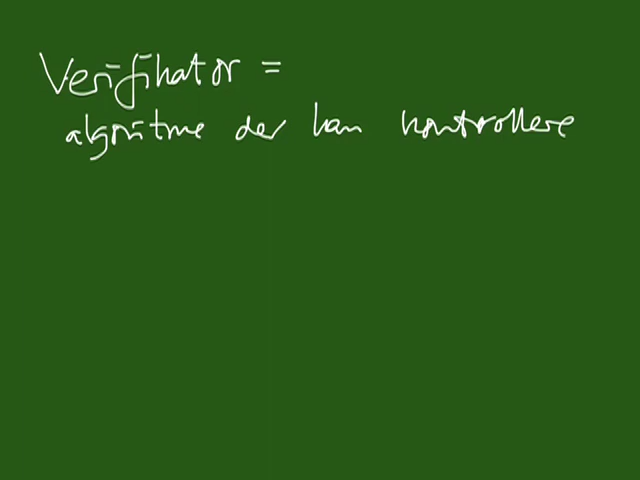 Verifikator =
algoritme der kan kontrollere